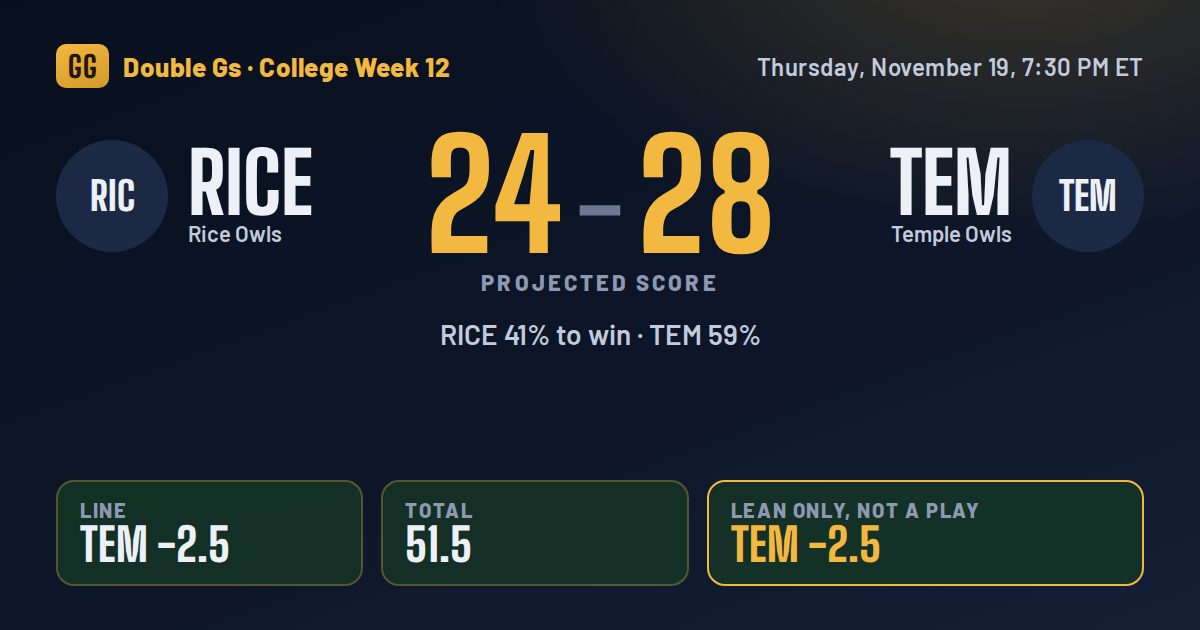 GG Double Gs · College Week 12
Thursday, November 19, 7:30 PM ET
RIC
RICE
Rice Owls
24 – 28
PROJECTED SCORE
RICE 41% to win · TEM 59%
TEM
Temple Owls
TEM
LINE
TEM −2.5
TOTAL
51.5
LEAN ONLY, NOT A PLAY
TEM −2.5